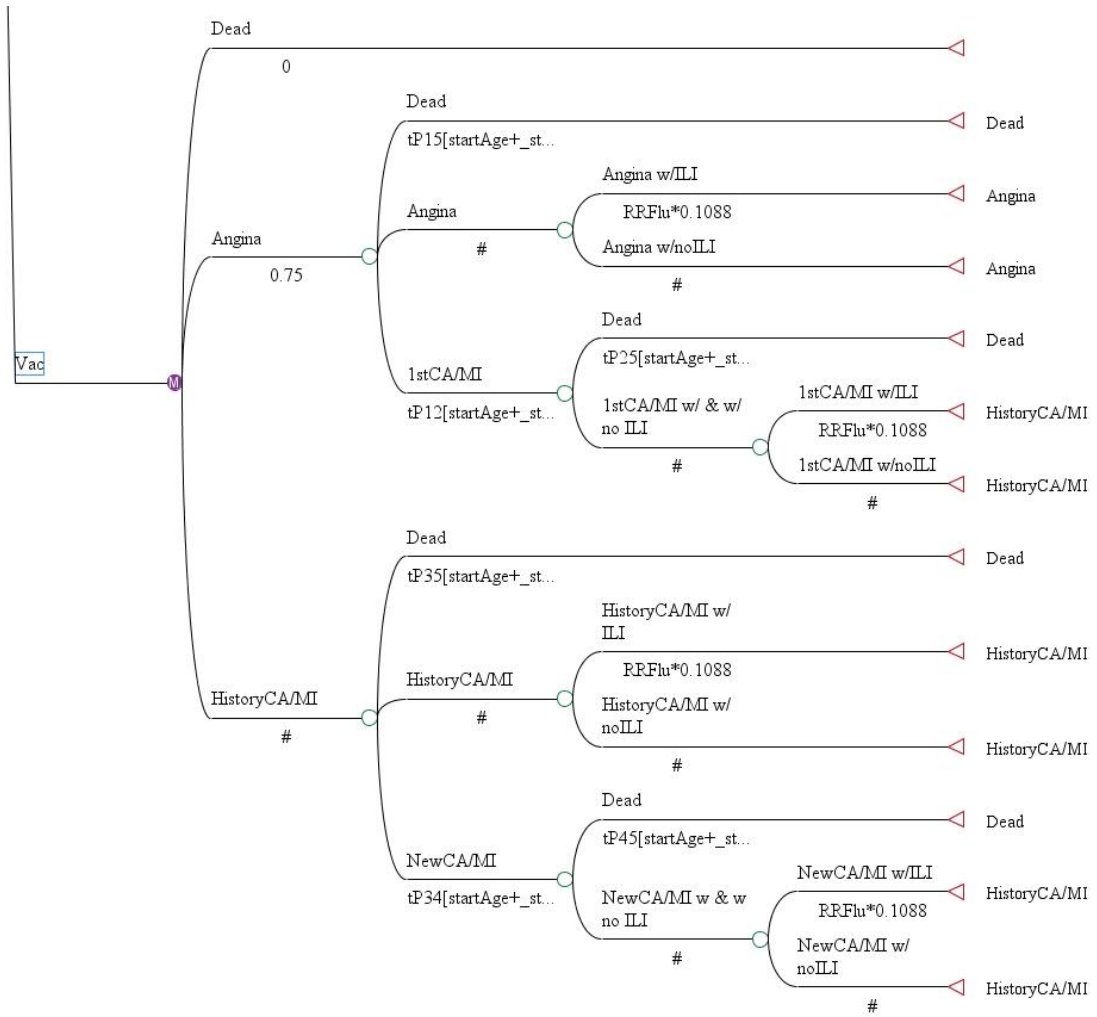 Dead
0
Dead
tP15[startAge+_st...
Dead
Angina w/ILI
RRFlu*0.1088
Angina
Angina
#
Angina w/noILI
#
Angina
Angina
0.75
Dead
tP25[startAge+_st...
Dead
Vac
M
1stCA/MI
tP12[startAge+_st...
1stCA/MI w/ & w/
no ILI
#
1stCA/MI w/ILI
RRFlu*0.1088
HistoryCA/MI
1stCA/MI w/noILI
#
HistoryCA/MI
Dead
tP35[startAge+_st...
Dead
HistoryCA/MI w/
ILI
RRFlu*0.1088
HistoryCA/MI
HistoryCA/MI
#
HistoryCA/MI
#
HistoryCA/MI w/
noILI
#
HistoryCA/MI
Dead
tP45[startAge+_st...
Dead
NewCA/MI
tP34[startAge+_st...
NewCA/MI w & w
no ILI
#
NewCA/MI w/ILI
RRFlu*0.1088
HistoryCA/MI
NewCA/MI w/
noILI
#
HistoryCA/MI